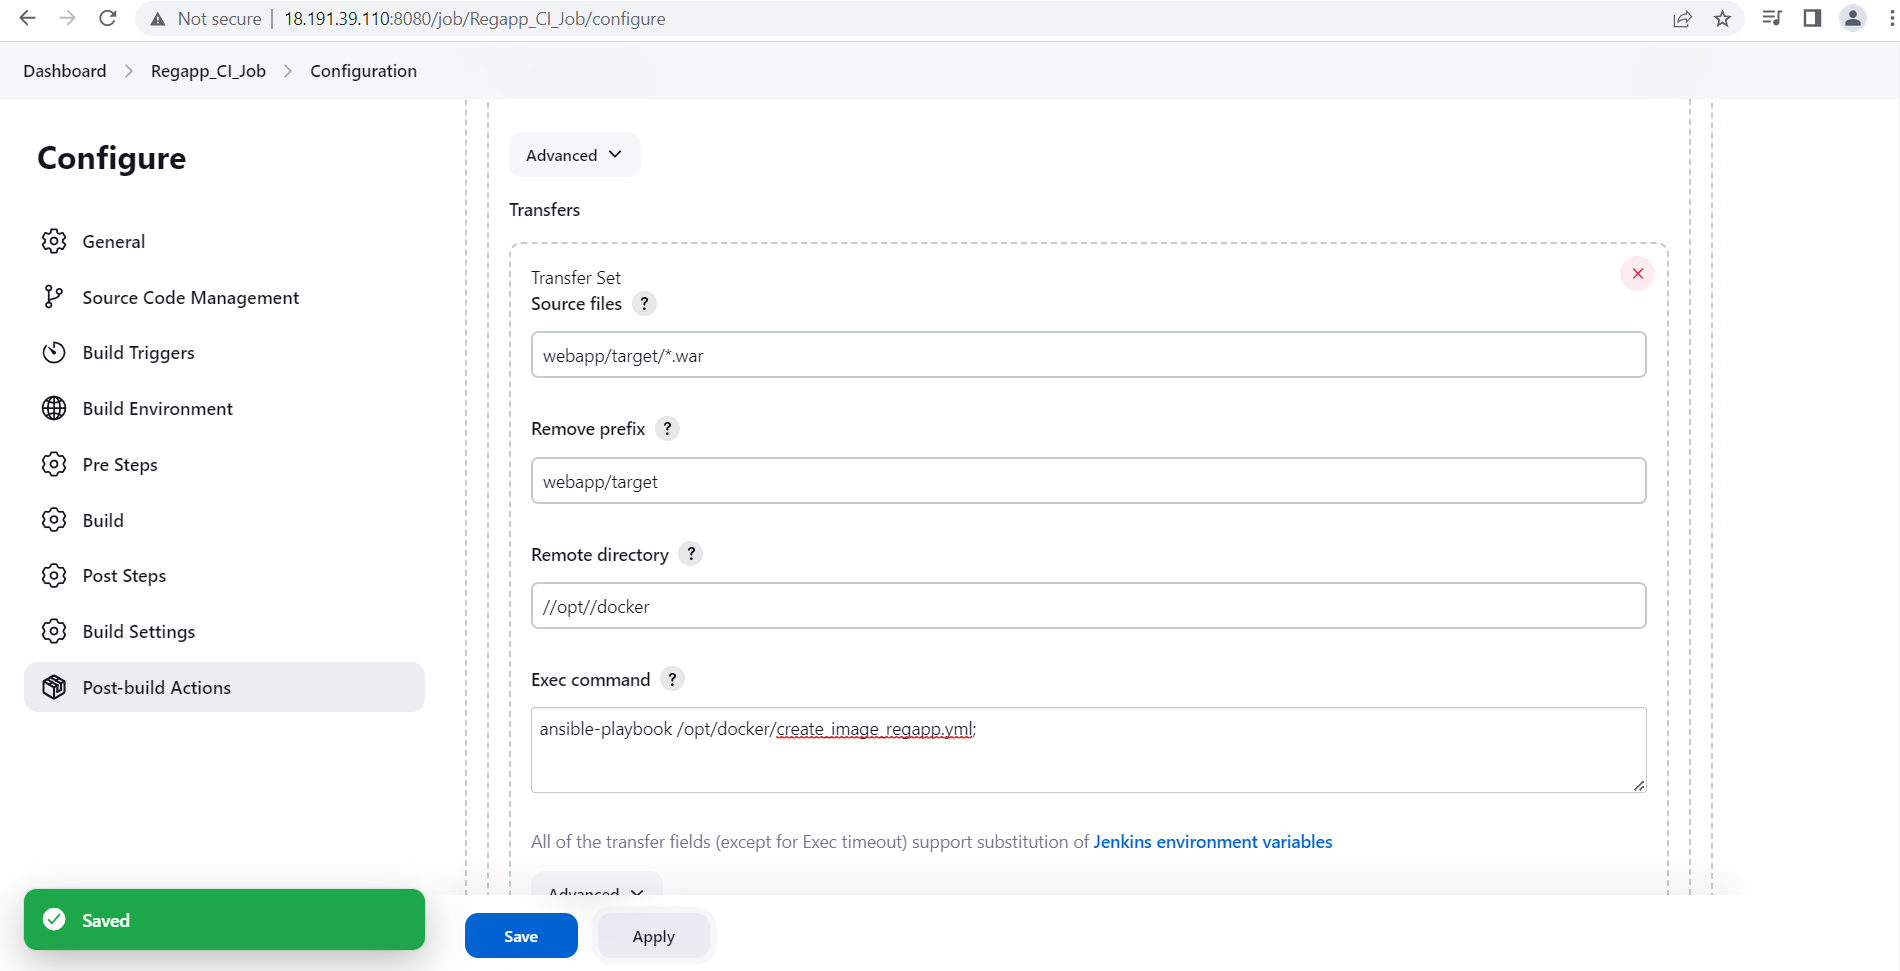 Not secure | 18.191.39.110:8080/job/Regapp_CI_Job/configure
Dashboard > Regapp_CI_Job > Configuration
Configure
General
Source Code Management
Build Triggers
Build Environment
Pre Steps
Build
Post Steps
Build Settings
Post-build Actions
Advanced
Transfers
Transfer Set
Source files ?
webapp/target/*.war
Remove prefix ?
webapp/target
Remote directory ?
//opt//docker
Exec command ?
ansible-playbook /opt/docker/create_image_regapp.yml;
All of the transfer fields (except for Exec timeout) support substitution of Jenkins environment variables
Advanced
Saved
Save
Apply